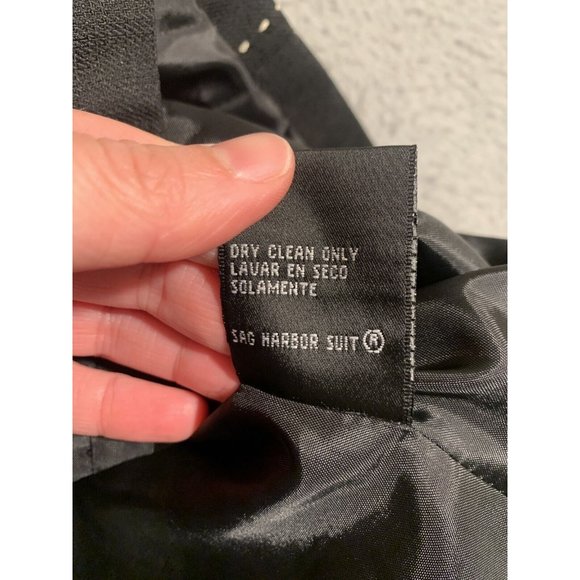 DRY CLEAN ONLY
LAVAR EN SECO
SOLAMENTE
SAG HARBOR SUIT®